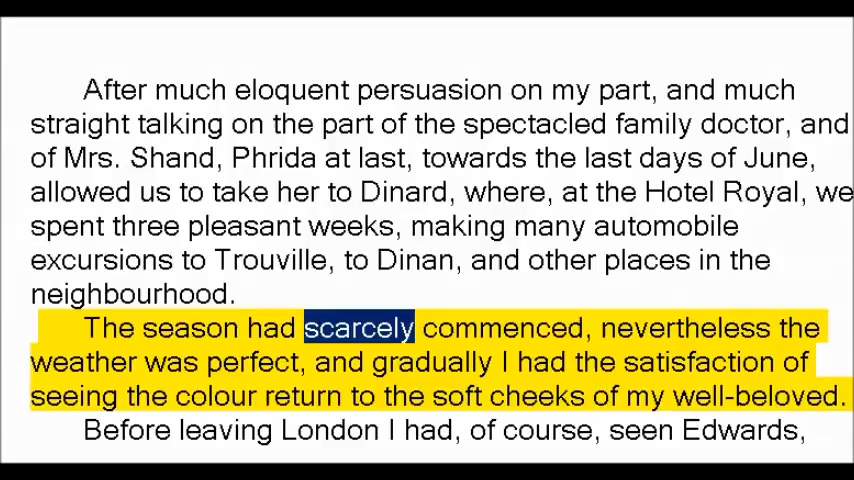 After much eloquent persuasion on my part, and much
straight talking on the part of the spectacled family doctor, and
of Mrs. Shand, Phrida at last, towards the last days of June,
allowed us to take her to Dinard, where, at the Hotel Royal, we
spent three pleasant weeks, making many automobile
excursions to Trouville, to Dinan, and other places in the
neighbourhood.
The season had scarcely commenced, nevertheless the
weather was perfect, and gradually I had the satisfaction of
seeing the colour return to the soft cheeks of my well-beloved.
Before leaving London I had, of course, seen Edwards,